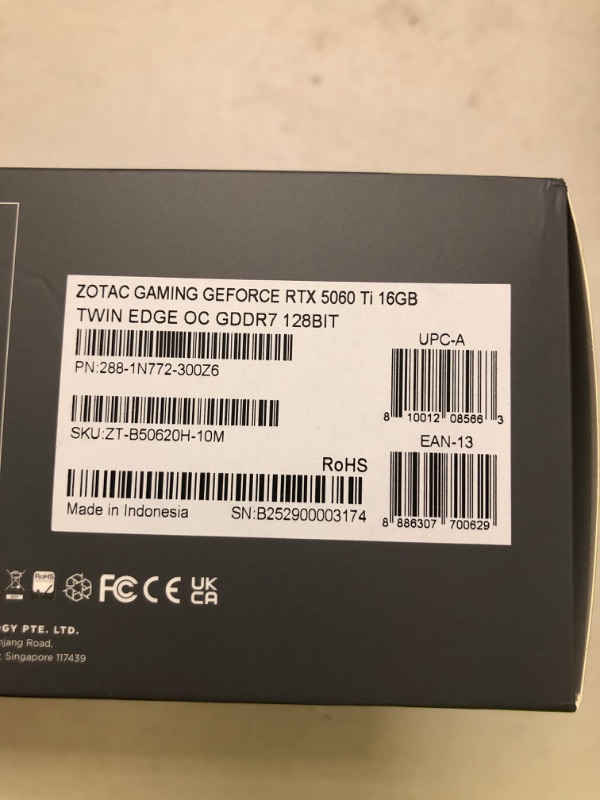 ZOTAC GAMING GEFORCE RTX 5060 Ti 16GB
TWIN EDGE OC GDDR7 128BIT
PN:288-1N772-300Z6
SKU:ZT-B50620H-10M
RoHS
Made in Indonesia SN:B252900003174
UPC-A
8 10012 08566 3
EAN-13
8 886307 700629
RoHS FC CE UK CA
GY PTE. LTD.
njang Road,
, Singapore 117439